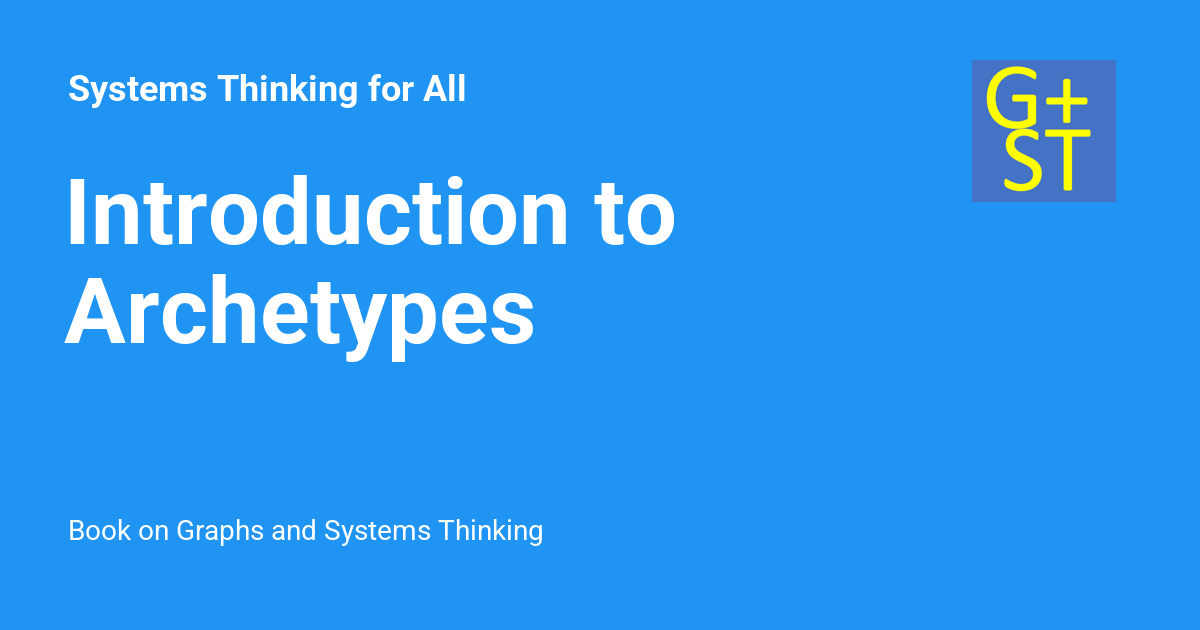 Systems Thinking for All
G+
ST
Introduction to
Archetypes
Book on Graphs and Systems Thinking